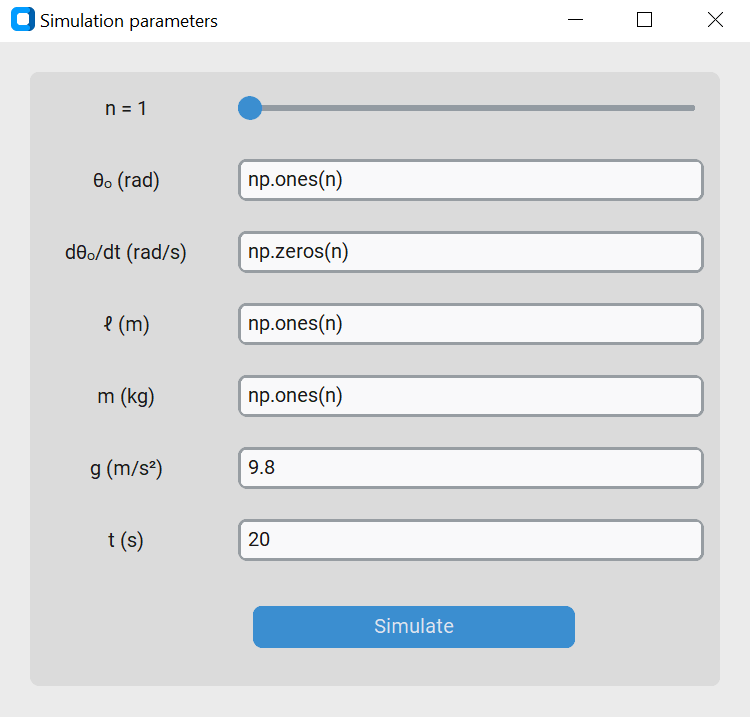 Simulation parameters
n = 1
θₒ (rad)
np.ones(n)
dθₒ/dt (rad/s)
np.zeros(n)
ℓ (m)
np.ones(n)
m (kg)
np.ones(n)
g (m/s²)
9.8
t (s)
20
Simulate